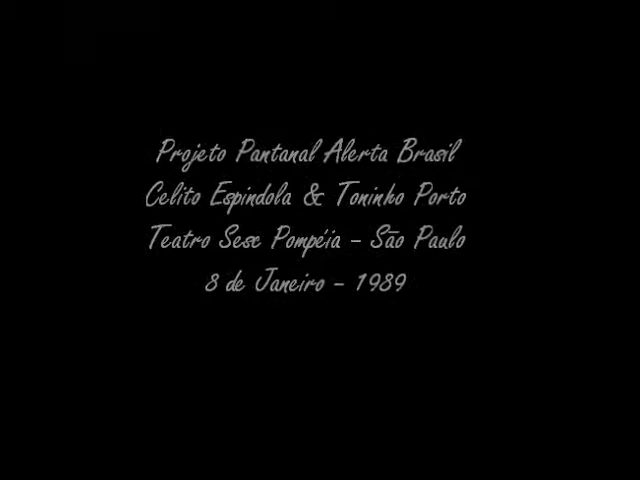 Projeto Pantanal Alerta Brasil
Celito Espindola & Toninho Porto
Teatro Sesc Pompéia - São Paulo
8 de Janeiro - 1989